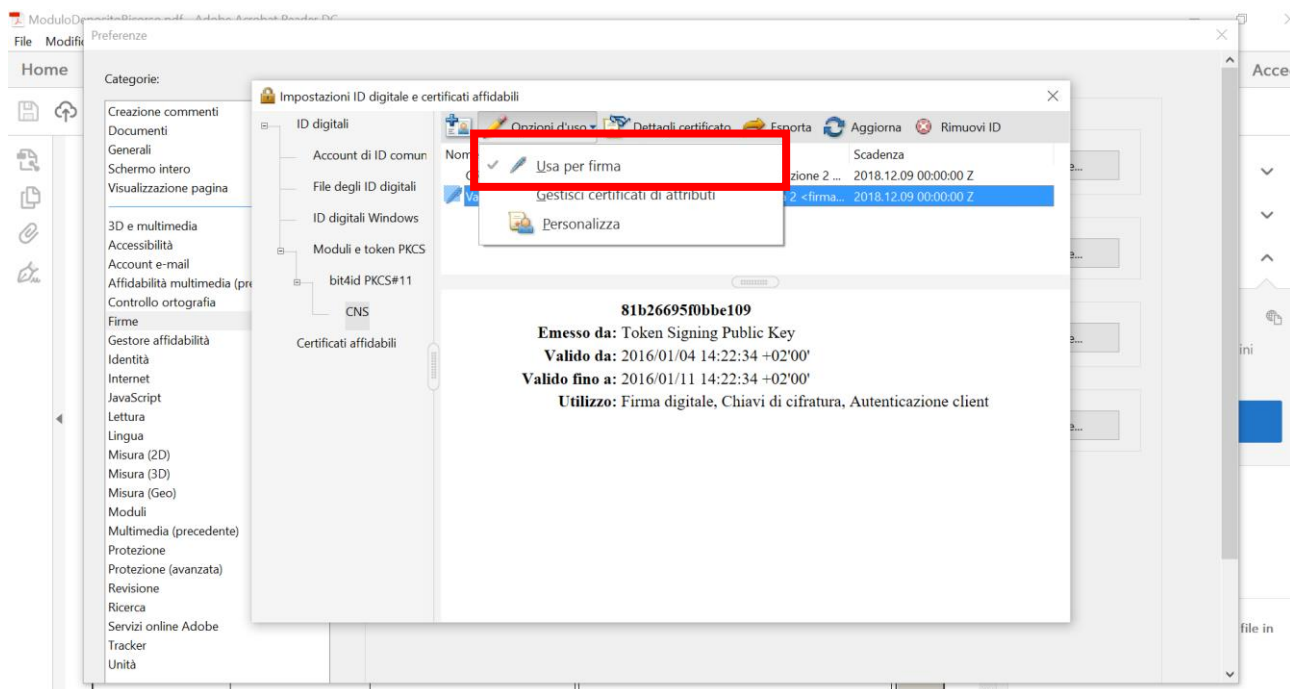 ModuloDepositoRicorso.pdf - Adobe Acrobat Reader DC
File Modific
Preferenze
Home
Acce
Categorie:
Creazione commenti
Documenti
Generali
Schermo intero
Visualizzazione pagina
3D e multimedia
Accessibilità
Account e-mail
Affidabilità multimedia (pre
Controllo ortografia
Firme
Gestore affidabilità
Identità
Internet
JavaScript
Lettura
Lingua
Misura (2D)
Misura (3D)
Misura (Geo)
Moduli
Multimedia (precedente)
Protezione
Protezione (avanzata)
Revisione
Ricerca
Servizi online Adobe
Tracker
Unità
Impostazioni ID digitale e certificati affidabili
ID digitali
Account di ID comun
File degli ID digitali
ID digitali Windows
Moduli e token PKCS
bit4id PKCS#11
CNS
Certificati affidabili
Opzioni d'uso Dettagli certificato Esporta Aggiorna Rimuovi ID
Nom Scadenza
zione 2 ... 2018.12.09 00:00:00 Z
Va 2 <firma... 2018.12.09 00:00:00 Z
Usa per firma
Gestisci certificati di attributi
Personalizza
81b26695f0bbe109
Emesso da: Token Signing Public Key
Valido da: 2016/01/04 14:22:34 +02'00'
Valido fino a: 2016/01/11 14:22:34 +02'00'
Utilizzo: Firma digitale, Chiavi di cifratura, Autenticazione client
e...
e...
e...
e...
ini
file in